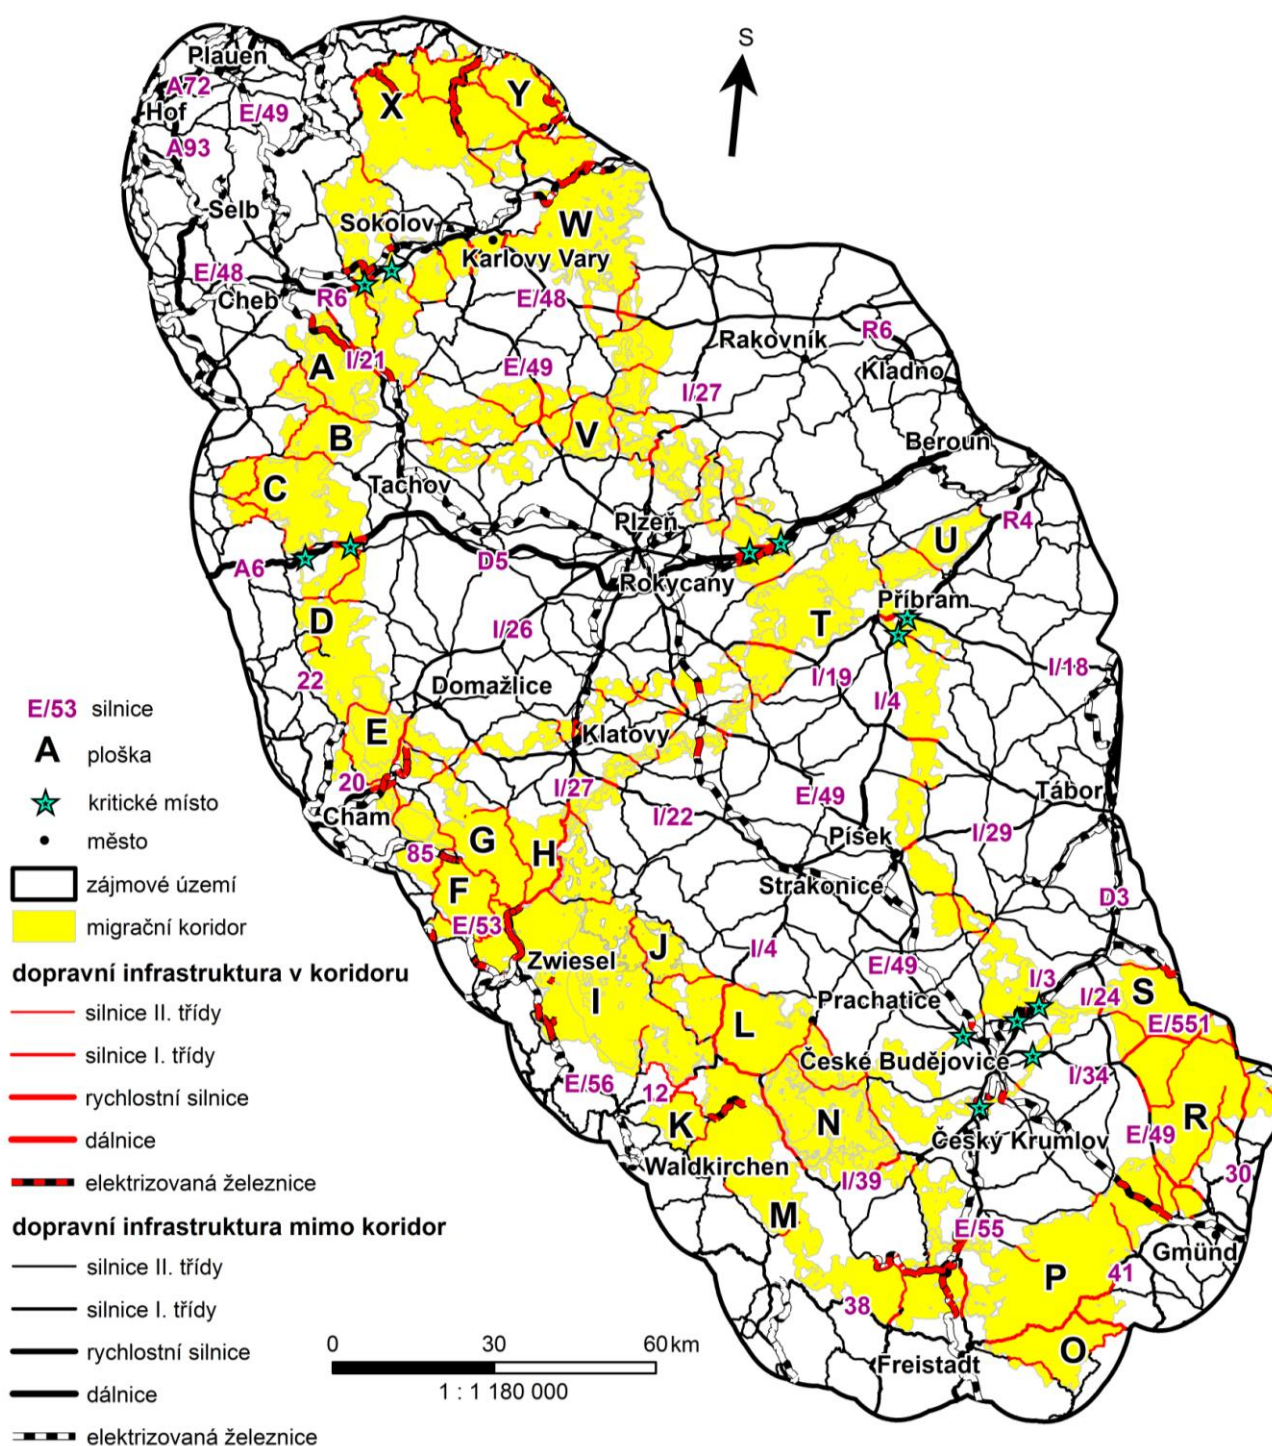 S
Plauen
A72
Hof
E/49
A93
X
Y
Selb
Sokolov
W
Karlovy Vary
E/48
Cheb
R6
E/48
Rakovník
R6
Kladno
A
I/21
E/49
I/27
B
V
Beroun
C
Tachov
Plzeň
R4
U
A6
D5
Rokycany
Příbram
D
T
I/26
I/19
I/18
22
Domažlice
I/4
E
Klatovy
20
I/27
E/49
Tábor
Cham
I/22
Písek
I/29
85
G
H
F
Strakonice
D3
E/53
J
I/4
Zwiesel
E/49
I/3
I
Prachatice
I/24
S
L
E/551
České Budějovice
E/56
12
I/34
K
N
R
Český Krumlov
E/49
Waldkirchen
I/39
30
M
E/55
Gmünd
P
41
38
O
Freistadt
E/53 silnice
A ploška
kritické místo
město
zájmové území
migrační koridor
dopravní infrastruktura v koridoru
silnice II. třídy
silnice I. třídy
rychlostní silnice
dálnice
elektrizovaná železnice
dopravní infrastruktura mimo koridor
silnice II. třídy
silnice I. třídy
rychlostní silnice
dálnice
elektrizovaná železnice
0 30 60 km
1 : 1 180 000